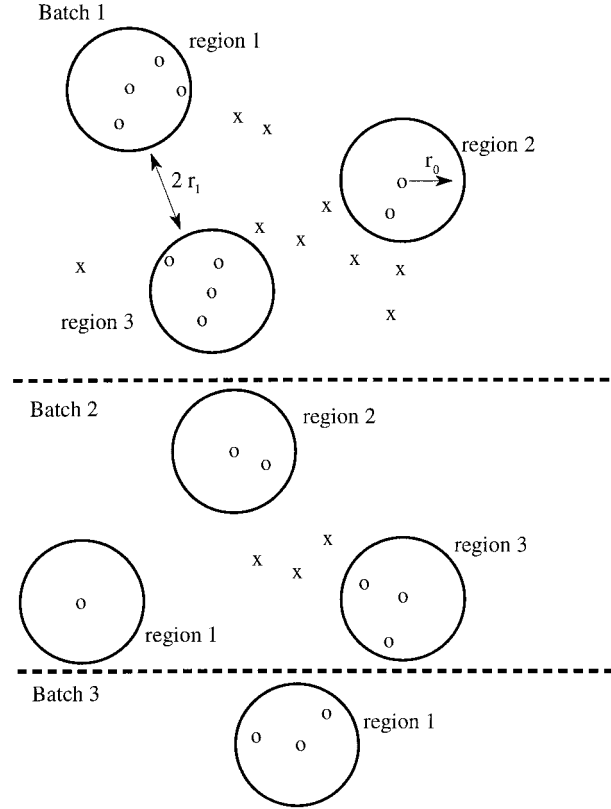 Batch 1
region 1
o
o o
o
x
x
region 2
r0
o
o
x
2 r1
x
x
x
x
x
o o
o
o
region 3
x
Batch 2
region 2
o
o
x
x
x
region 3
o
o
o
o
region 1
Batch 3
region 1
o
o
o